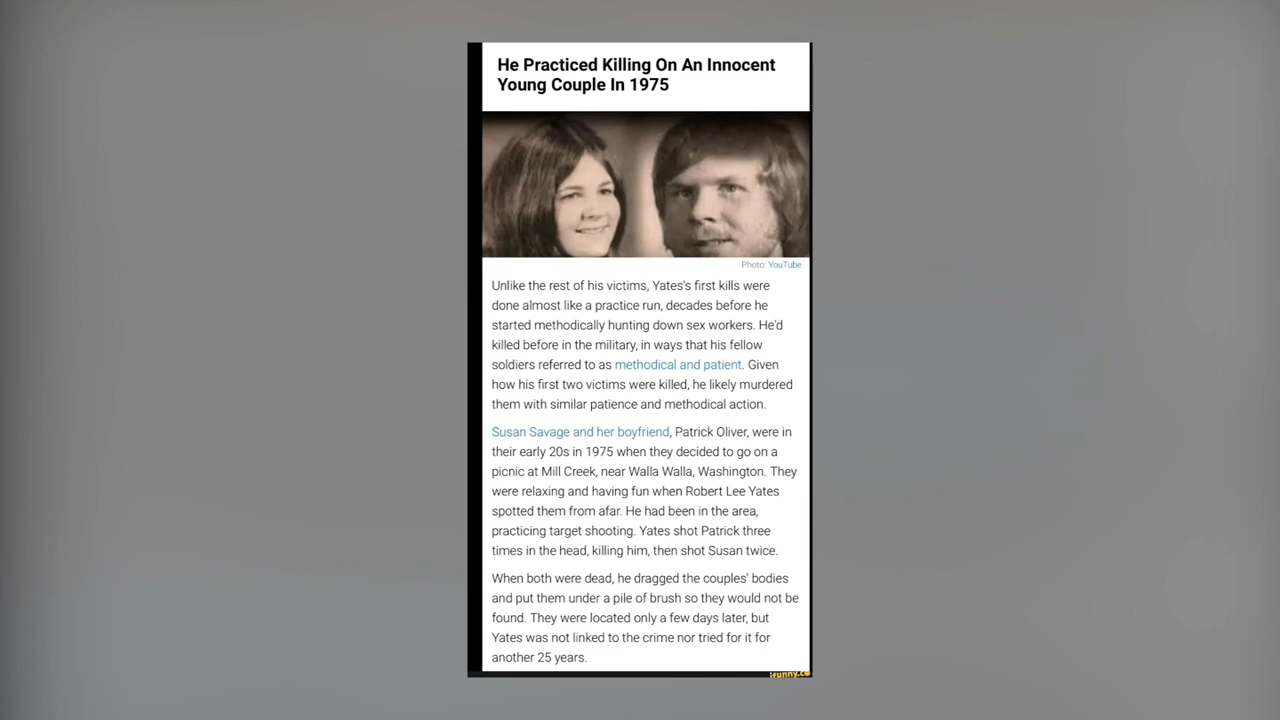 He Practiced Killing On An Innocent
Young Couple In 1975
Photo: YouTube
Unlike the rest of his victims, Yates's first kills were
done almost like a practice run, decades before he
started methodically hunting down sex workers. He'd
killed before in the military, in ways that his fellow
soldiers referred to as methodical and patient. Given
how his first two victims were killed, he likely murdered
them with similar patience and methodical action.
Susan Savage and her boyfriend, Patrick Oliver, were in
their early 20s in 1975 when they decided to go on a
picnic at Mill Creek, near Walla Walla, Washington. They
were relaxing and having fun when Robert Lee Yates
spotted them from afar. He had been in the area,
practicing target shooting. Yates shot Patrick three
times in the head, killing him, then shot Susan twice.
When both were dead, he dragged the couples' bodies
and put them under a pile of brush so they would not be
found. They were located only a few days later, but
Yates was not linked to the crime nor tried for it for
another 25 years.
ifunny.co